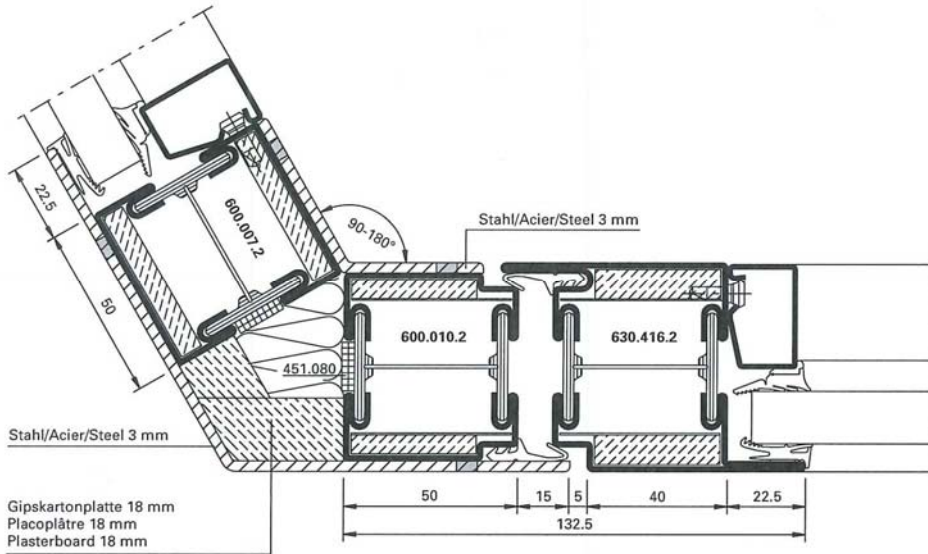 22.5
50
600.007.2
90-180°
Stahl/Acier/Steel 3 mm
600.010.2
630.416.2
451.080
Stahl/Acier/Steel 3 mm
Gipskartonplatte 18 mm
Placoplâtre 18 mm
Plasterboard 18 mm
50
15
5
40
22.5
132.5